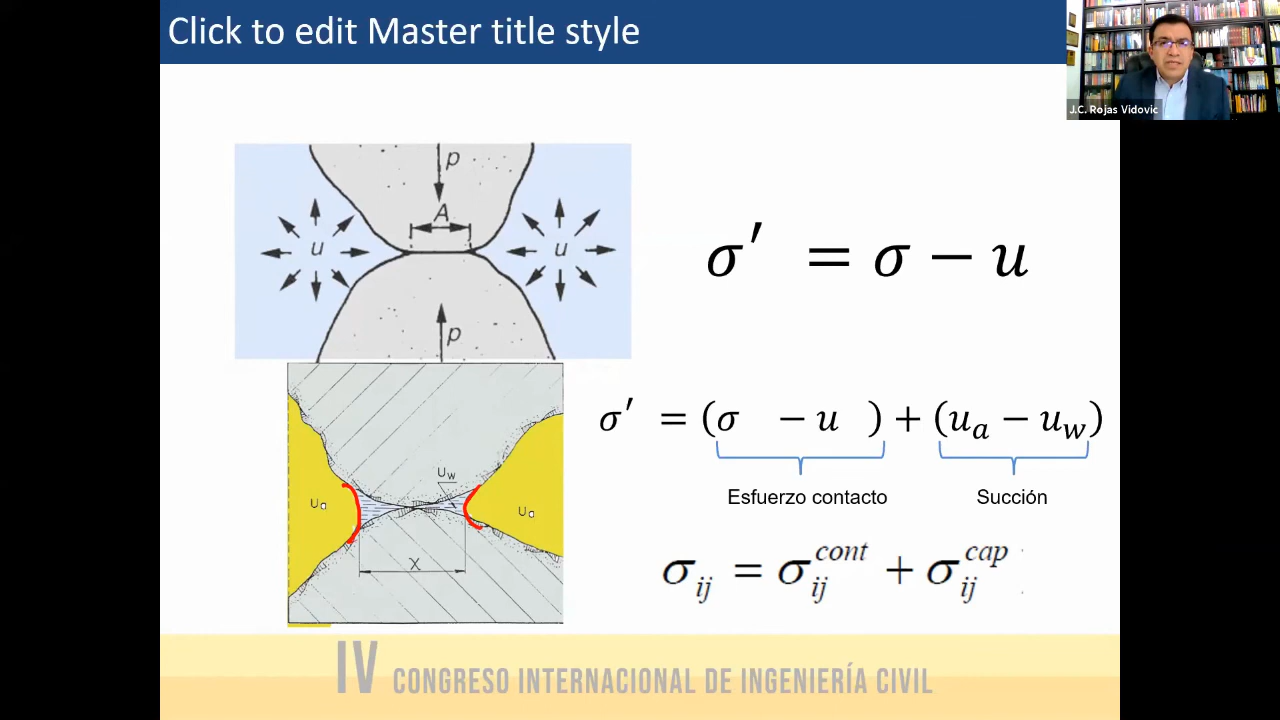 Click to edit Master title style
J.C. Rojas Vidovic
p
A
u
u
p
σ′ = σ − u
σ′ = (σ − u ) + (uₐ − u_w)
Esfuerzo contacto
Succión
u_w
u_a
u_a
χ
σ_ij = σ_ij^cont + σ_ij^cap
IV CONGRESO INTERNACIONAL DE INGENIERÍA CIVIL